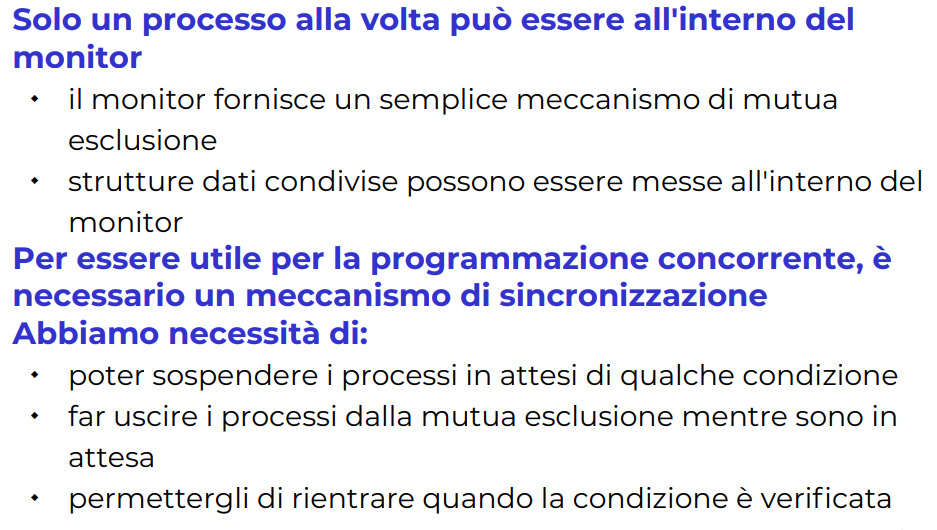 Solo un processo alla volta può essere all'interno del
monitor
• il monitor fornisce un semplice meccanismo di mutua
esclusione
• strutture dati condivise possono essere messe all'interno del
monitor
Per essere utile per la programmazione concorrente, è
necessario un meccanismo di sincronizzazione
Abbiamo necessità di:
• poter sospendere i processi in attesi di qualche condizione
• far uscire i processi dalla mutua esclusione mentre sono in
attesa
• permettergli di rientrare quando la condizione è verificata